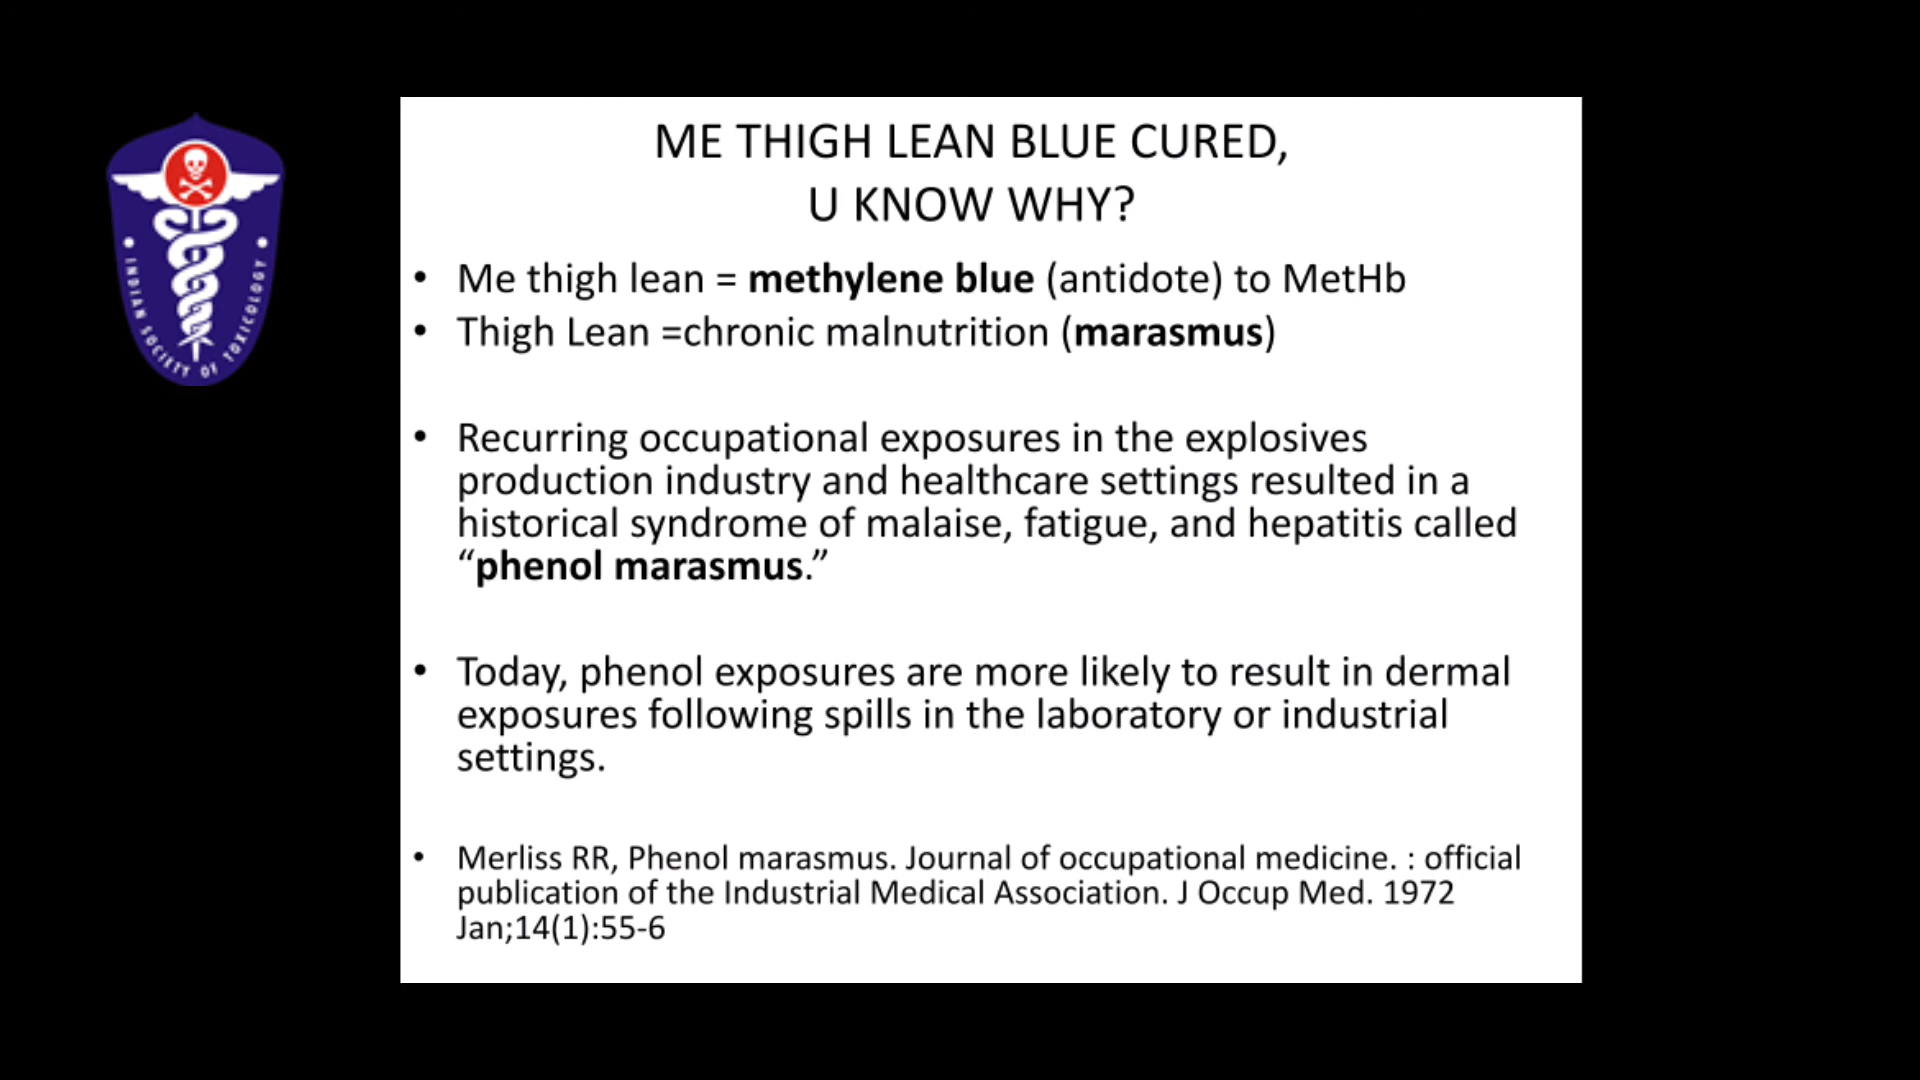 INDIAN SOCIETY OF TOXICOLOGY
ME THIGH LEAN BLUE CURED,
U KNOW WHY?
• Me thigh lean = methylene blue (antidote) to MetHb
• Thigh Lean =chronic malnutrition (marasmus)
• Recurring occupational exposures in the explosives
production industry and healthcare settings resulted in a
historical syndrome of malaise, fatigue, and hepatitis called
“phenol marasmus.”
• Today, phenol exposures are more likely to result in dermal
exposures following spills in the laboratory or industrial
settings.
• Merliss RR, Phenol marasmus. Journal of occupational medicine. : official
publication of the Industrial Medical Association. J Occup Med. 1972
Jan;14(1):55-6